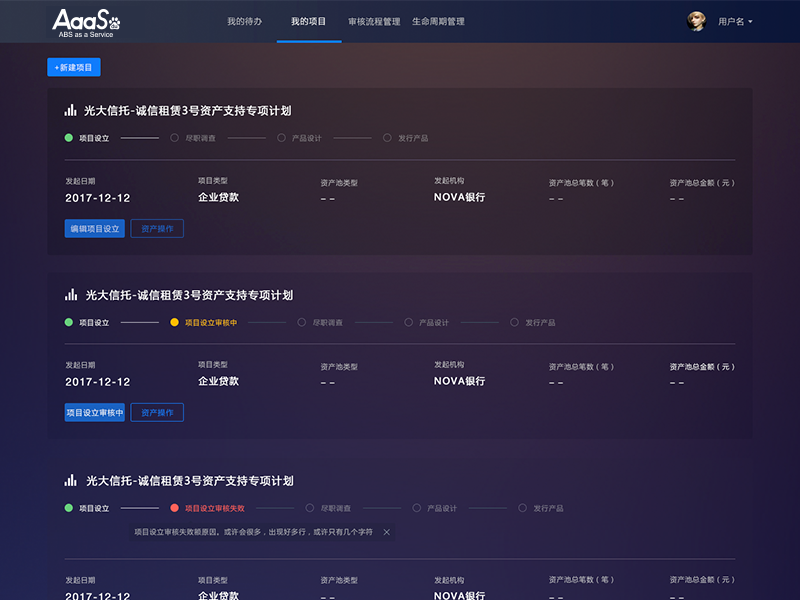 AaaS
ABS as a Service
我的待办 我的项目 审核流程管理 生命周期管理 用户名
+新建项目
光大信托-诚信租赁3号资产支持专项计划
项目设立 尽职调查 产品设计 发行产品
发起日期 项目类型 资产池类型 发起机构 资产池总笔数（笔） 资产池总金额（元）
2017-12-12 企业贷款 -- NOVA银行 -- --
编辑项目设立 资产操作
光大信托-诚信租赁3号资产支持专项计划
项目设立 项目设立审核中 尽职调查 产品设计 发行产品
发起日期 项目类型 资产池类型 发起机构 资产池总笔数（笔） 资产池总金额（元）
2017-12-12 企业贷款 -- NOVA银行 -- --
项目设立审核中 资产操作
光大信托-诚信租赁3号资产支持专项计划
项目设立 项目设立审核失败 尽职调查 产品设计 发行产品
项目设立审核失败额原因，或许会很多，出现好多行，或许只有几个字符
发起日期 项目类型 资产池类型 发起机构 资产池总笔数（笔） 资产池总金额（元）
2017-12-12 企业贷款 -- NOVA银行 -- --